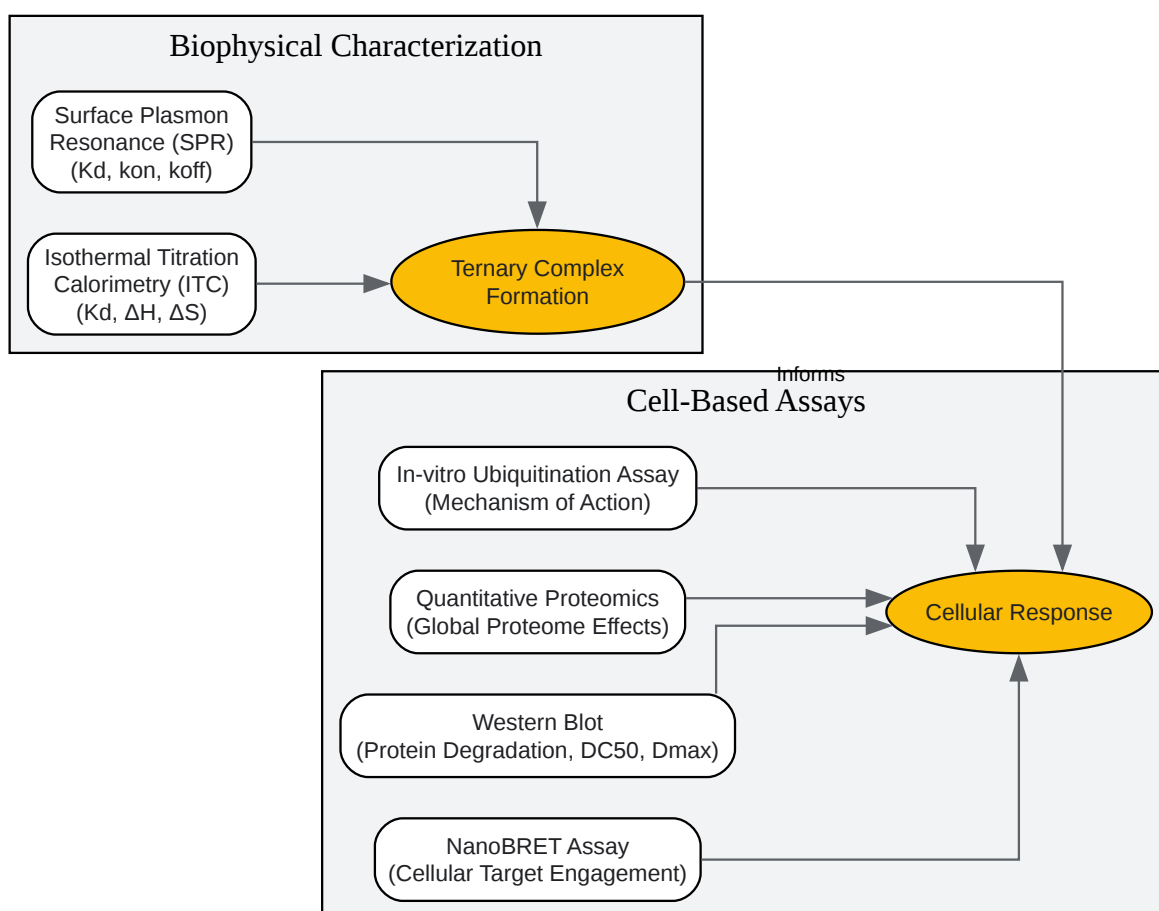 Biophysical Characterization
Surface Plasmon
Resonance (SPR)
(Kd, kon, koff)
Isothermal Titration
Calorimetry (ITC)
(Kd, ΔH, ΔS)
Ternary Complex
Formation
Informs
Cell-Based Assays
In-vitro Ubiquitination Assay
(Mechanism of Action)
Quantitative Proteomics
(Global Proteome Effects)
Cellular Response
Western Blot
(Protein Degradation, DC50, Dmax)
NanoBRET Assay
(Cellular Target Engagement)